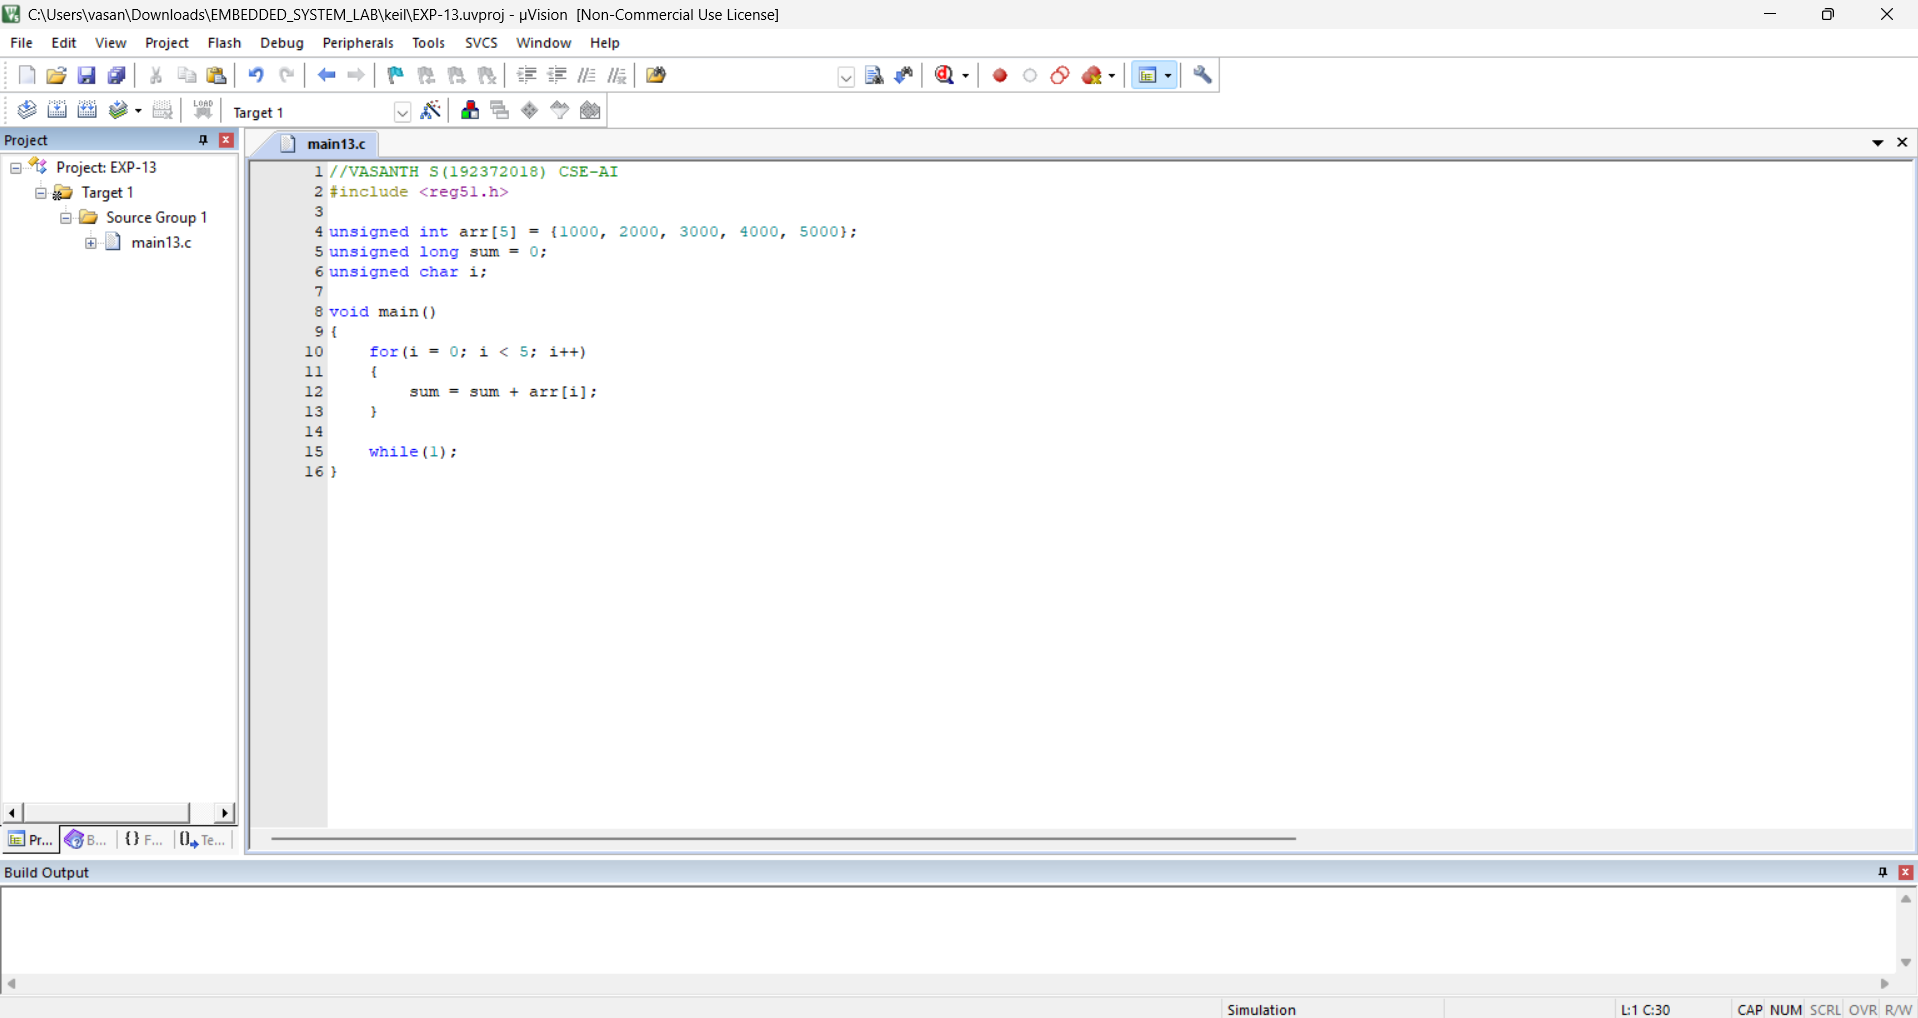 C:\Users\vasan\Downloads\EMBEDDED_SYSTEM_LAB\keil\EXP-13.uvproj - µVision [Non-Commercial Use License]
File Edit View Project Flash Debug Peripherals Tools SVCS Window Help
LOAD Target 1
Project
main13.c
Project: EXP-13
Target 1
Source Group 1
main13.c
1 //VASANTH S(192372018) CSE-AI
2 #include <reg51.h>
3
4 unsigned int arr[5] = {1000, 2000, 3000, 4000, 5000};
5 unsigned long sum = 0;
6 unsigned char i;
7
8 void main()
9 {
10 for(i = 0; i < 5; i++)
11 {
12 sum = sum + arr[i];
13 }
14
15 while(1);
16 }
Pr... B... {} F... Te...
Build Output
Simulation L:1 C:30 CAP NUM SCRL OVR R/W